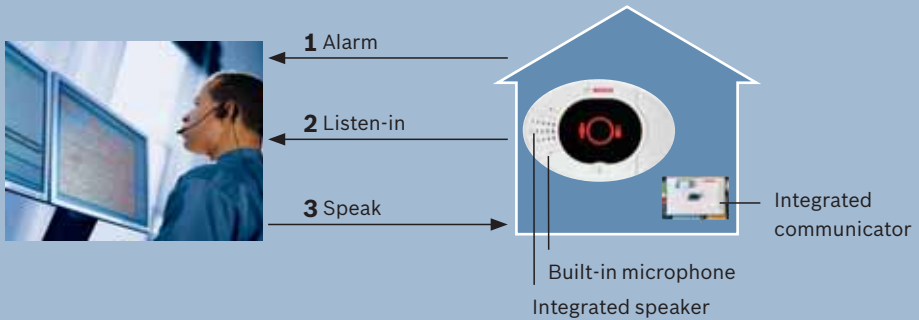 1 Alarm
2 Listen-in
3 Speak
Integrated
communicator
Built-in microphone
Integrated speaker